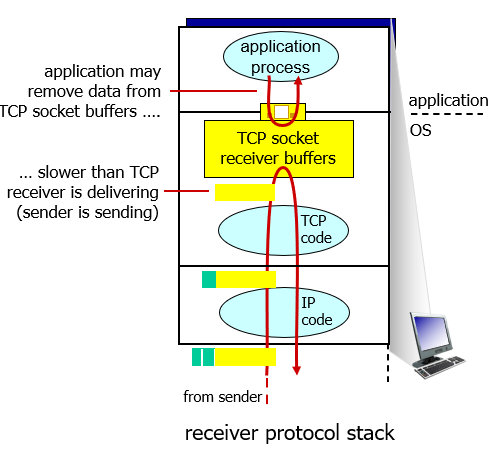 application
process
application may
remove data from
TCP socket buffers ....
application
OS
TCP socket
receiver buffers
... slower than TCP
receiver is delivering
(sender is sending)
TCP
code
IP
code
from sender
receiver protocol stack